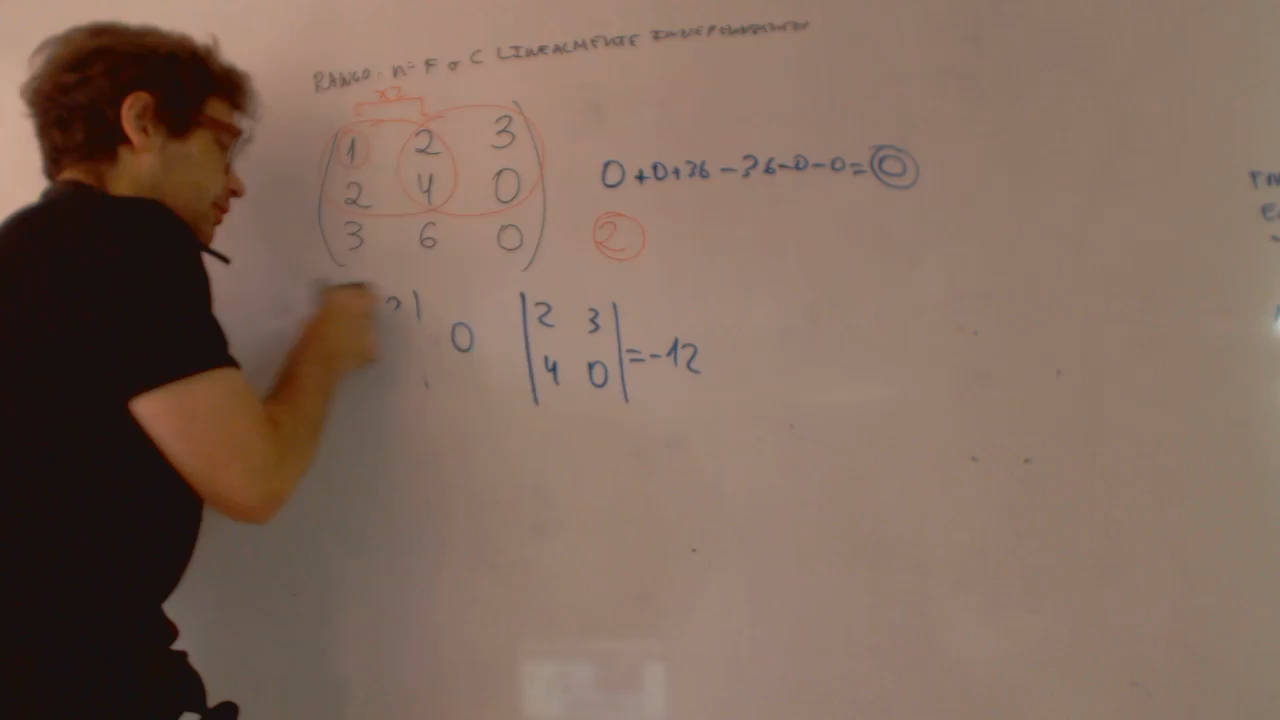 RANGO: nº F o C LINEALMENTE INDEPENDIENTES
x2
1 2 3
2 4 0
3 6 0
0+0+36-36-0-0=0
2
2
0
2 3
4 0
=-12